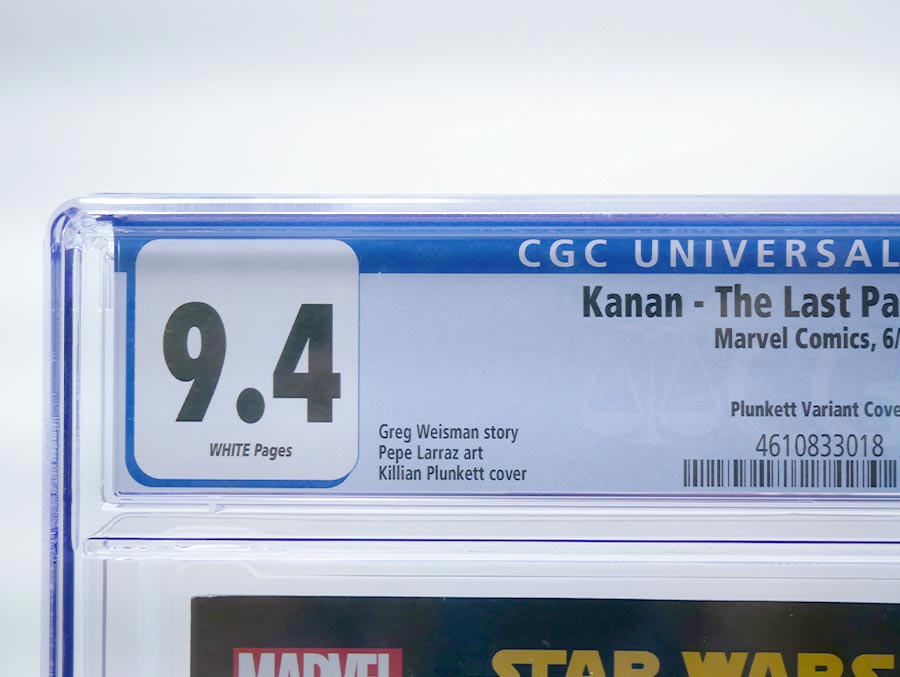 CGC UNIVERSAL
9.4
WHITE Pages
Kanan - The Last Pa
Marvel Comics, 6/
Plunkett Variant Cove
Greg Weisman story
Pepe Larraz art
Killian Plunkett cover
4610833018
MARVEL
STAR WARS